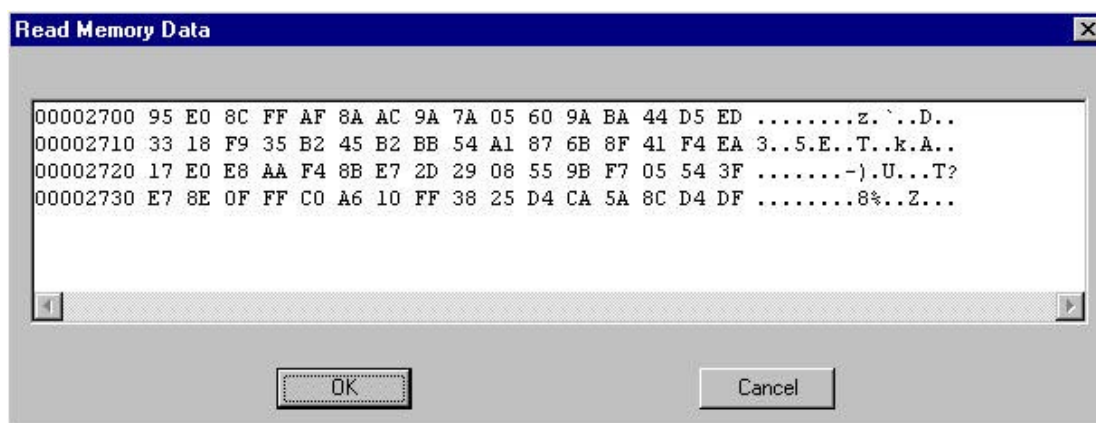 Read Memory Data
00002700 95 E0 8C FF AF 8A AC 9A 7A 05 60 9A BA 44 D5 ED ........z.`..D..
00002710 33 18 F9 35 B2 45 B2 BB 54 A1 87 6B 8F 41 F4 EA 3..5.E..T..k.A..
00002720 17 E0 E8 AA F4 8B E7 2D 29 08 55 9B F7 05 54 3F .......-).U...T?
00002730 E7 8E 0F FF C0 A6 10 FF 38 25 D4 CA 5A 8C D4 DF ........8%..Z...
OK Cancel